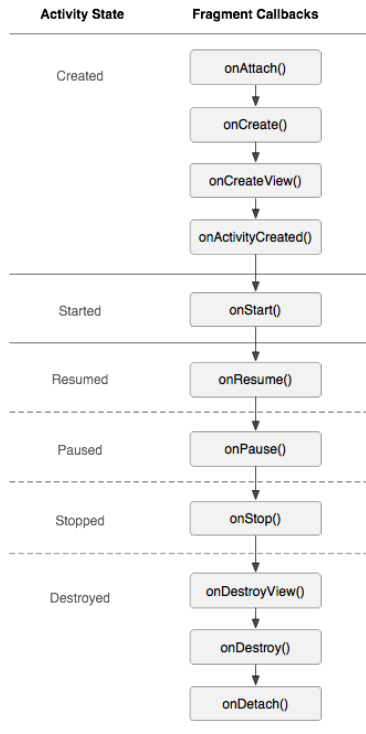 Activity State Fragment Callbacks
Created
onAttach()
onCreate()
onCreateView()
onActivityCreated()
Started
onStart()
Resumed
onResume()
Paused
onPause()
Stopped
onStop()
Destroyed
onDestroyView()
onDestroy()
onDetach()